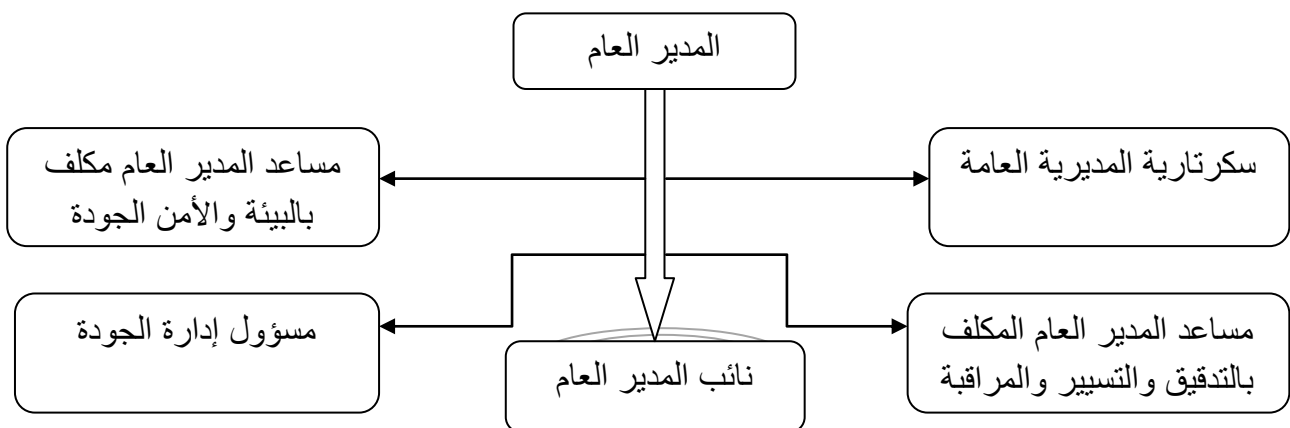 المدير العام
سكرتارية المديرية العامة
مساعد المدير العام مكلف
بالبيئة والأمن الجودة
مساعد المدير العام المكلف
بالتدقيق والتسيير والمراقبة
مسؤول إدارة الجودة
نائب المدير العام